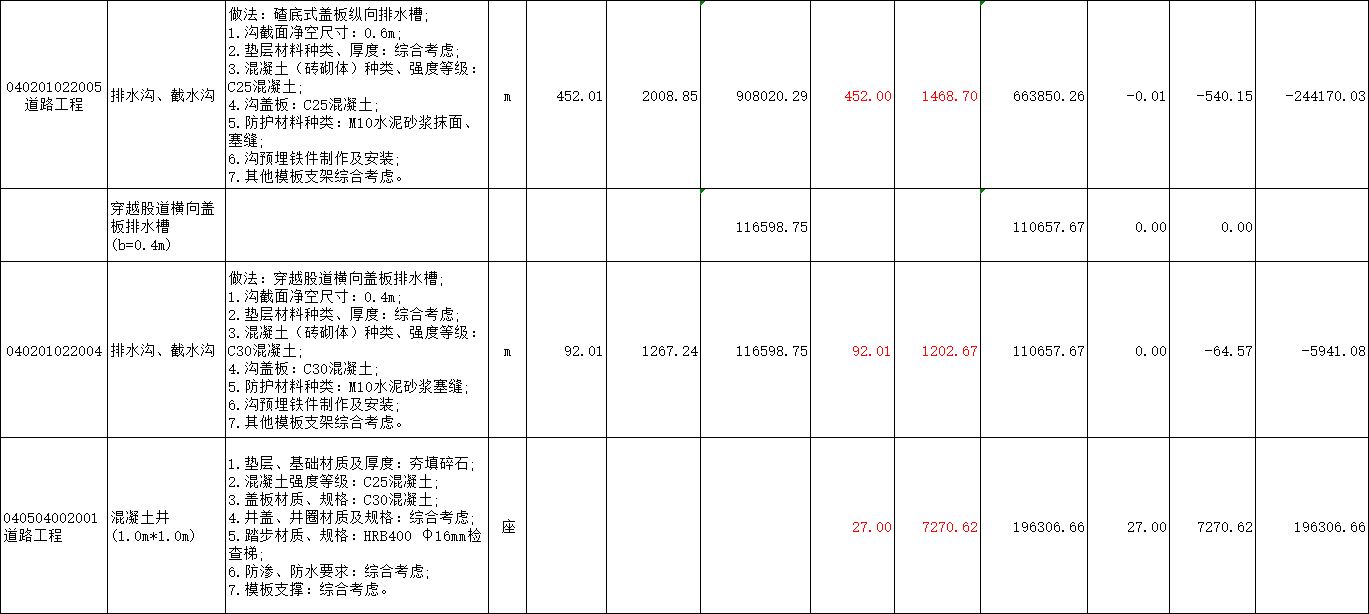 040201022005
道路工程
排水沟、截水沟
做法：碴底式盖板纵向排水槽;
1.沟截面净空尺寸：0.6m;
2.垫层材料种类、厚度：综合考虑;
3.混凝土（砖砌体）种类、强度等级：
C25混凝土;
4.沟盖板：C25混凝土;
5.防护材料种类：M10水泥砂浆抹面、
塞缝;
6.沟预埋铁件制作及安装;
7.其他模板支架综合考虑。
m
452.01
2008.85
908020.29
452.00
1468.70
663850.26
-0.01
-540.15
-244170.03
穿越股道横向盖
板排水槽
(b=0.4m)
116598.75
110657.67
0.00
0.00
040201022004
排水沟、截水沟
做法：穿越股道横向盖板排水槽;
1.沟截面净空尺寸：0.4m;
2.垫层材料种类、厚度：综合考虑;
3.混凝土（砖砌体）种类、强度等级：
C30混凝土;
4.沟盖板：C30混凝土;
5.防护材料种类：M10水泥砂浆塞缝;
6.沟预埋铁件制作及安装;
7.其他模板支架综合考虑。
m
92.01
1267.24
116598.75
92.01
1202.67
110657.67
0.00
-64.57
-5941.08
040504002001
道路工程
混凝土井
(1.0m*1.0m)
1.垫层、基础材质及厚度：夯填碎石;
2.混凝土强度等级：C25混凝土;
3.盖板材质、规格：C30混凝土;
4.井盖、井圈材质及规格：综合考虑;
5.踏步材质、规格：HRB400 Φ16mm检
查梯;
6.防渗、防水要求：综合考虑;
7.模板支撑：综合考虑。
座
27.00
7270.62
196306.66
27.00
7270.62
196306.66